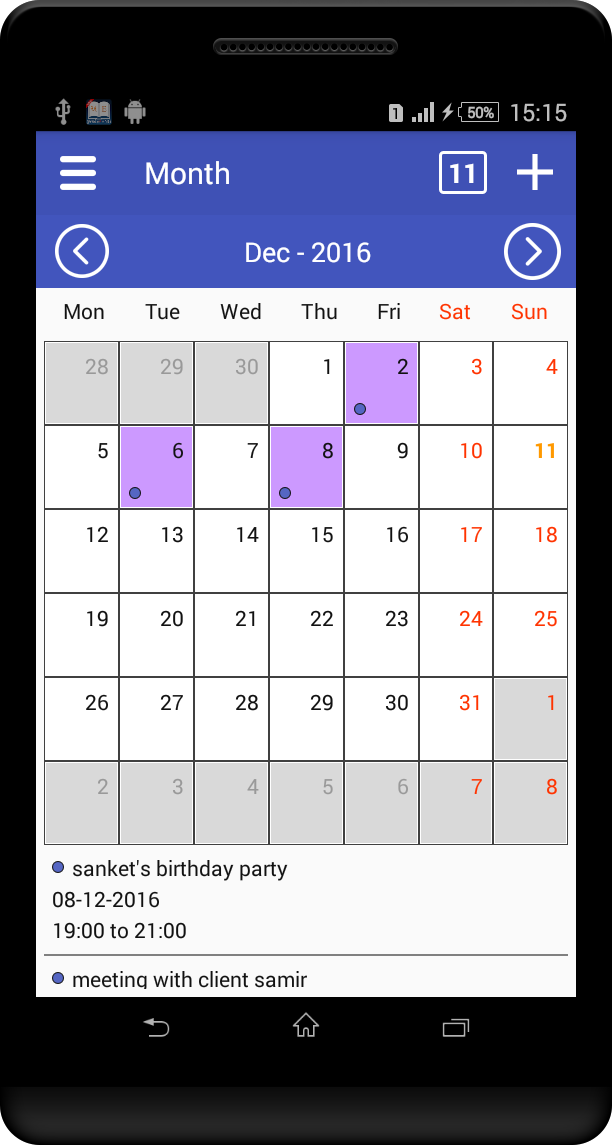 1 50% 15:15
Month 11
Dec - 2016
Mon Tue Wed Thu Fri Sat Sun
28 29 30 1 2 3 4
5 6 7 8 9 10 11
12 13 14 15 16 17 18
19 20 21 22 23 24 25
26 27 28 29 30 31 1
2 3 4 5 6 7 8
sanket's birthday party
08-12-2016
19:00 to 21:00
meeting with client samir